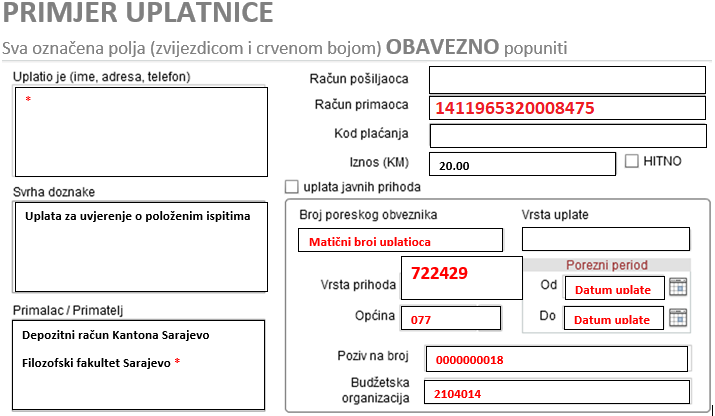 PRIMJER UPLATNICE
Sva označena polja (zvijezdicom i crvenom bojom) OBAVEZNO popuniti
Uplatio je (ime, adresa, telefon)
*
Svrha doznake
Uplata za uvjerenje o položenim ispitima
Primalac / Primatelj
Depozitni račun Kantona Sarajevo
Filozofski fakultet Sarajevo *
Račun pošiljaoca
Račun primaoca 1411965320008475
Kod plaćanja
Iznos (KM) 20.00 HITNO
uplata javnih prihoda
Broj poreskog obveznika
Matični broj uplatioca
Vrsta uplate
Vrsta prihoda 722429
Općina 077
Porezni period
Od Datum uplate
Do Datum uplate
Poziv na broj 0000000018
Budžetska
organizacija 2104014